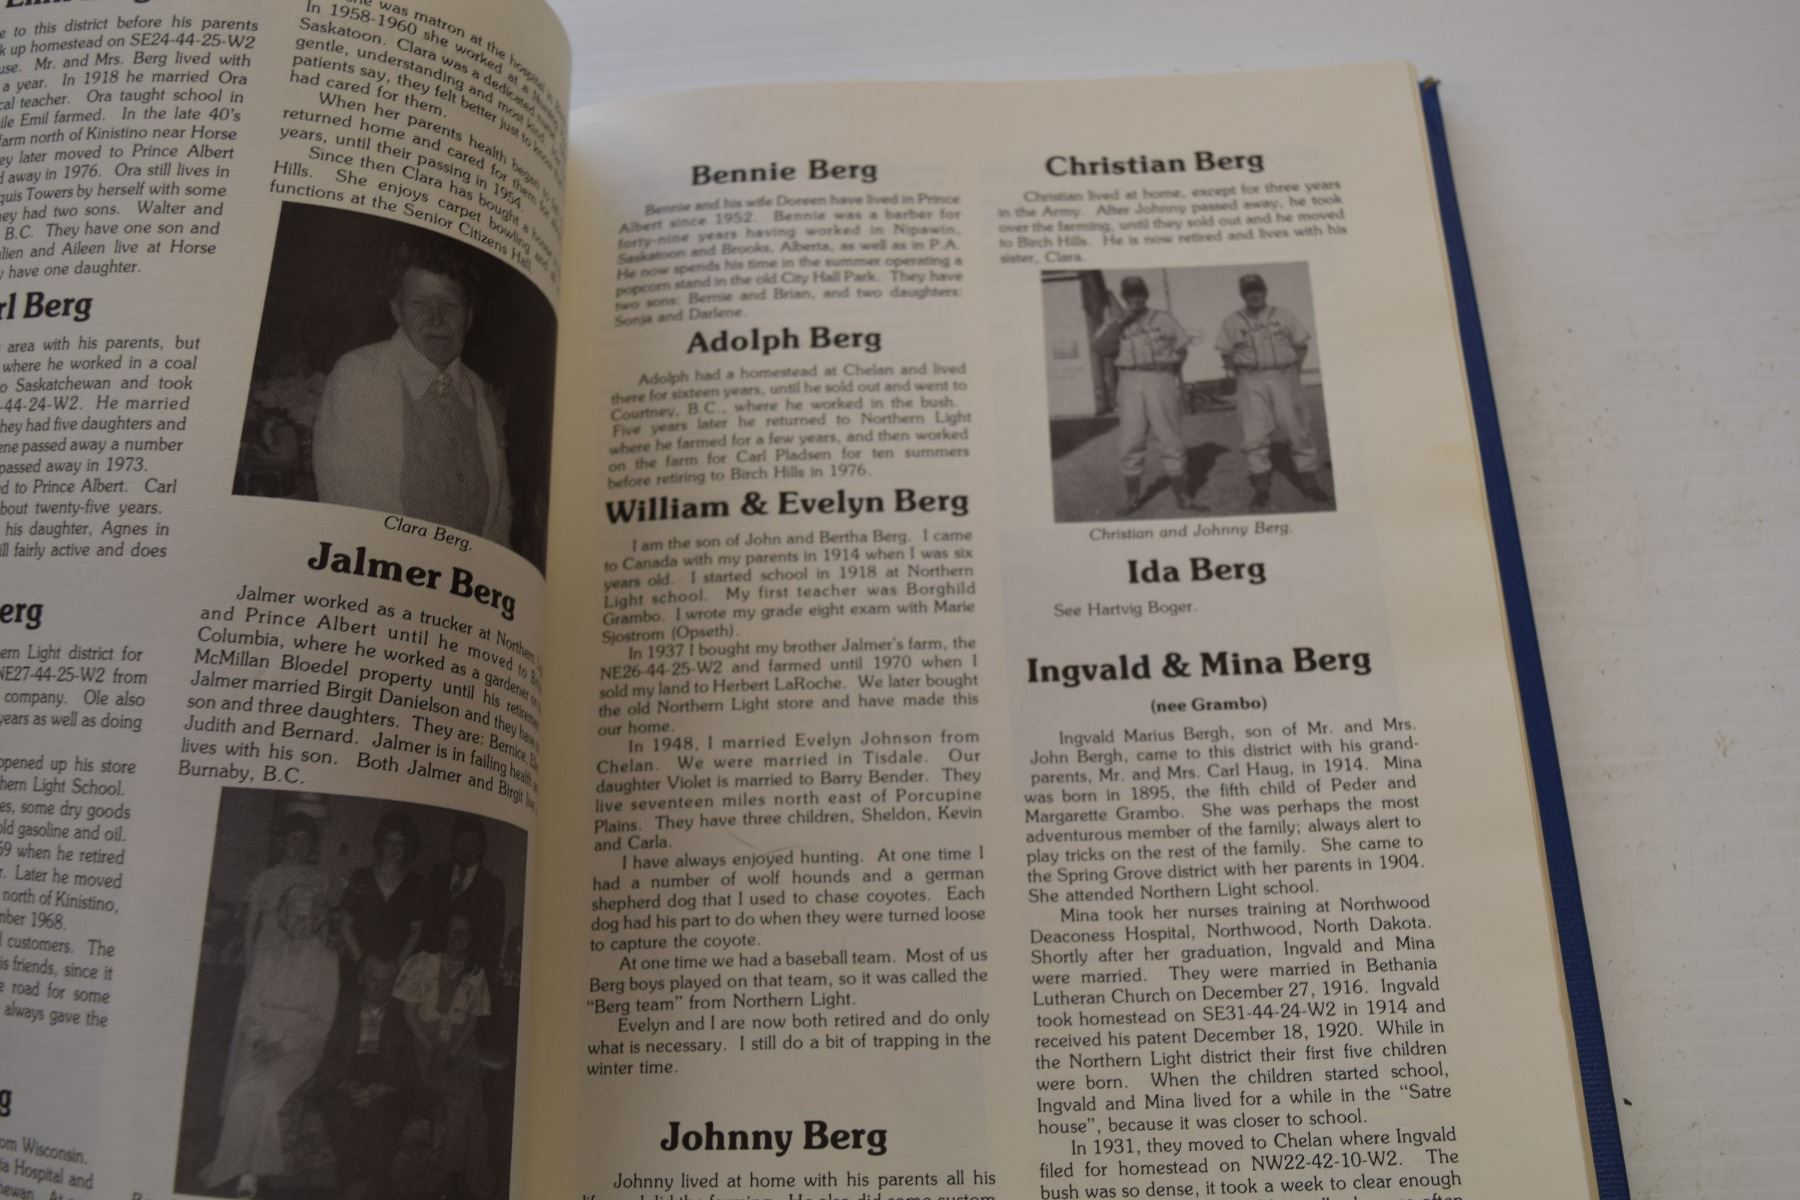 e to this district before his parents
k up homestead on SE24-44-25-W2
use. Mr. and Mrs. Berg lived with
a year. In 1918 he married Ora
cal teacher. Ora taught school in
ile Emil farmed. In the late 40's
farm north of Kinistino near Horse
ey later moved to Prince Albert
d away in 1976. Ora still lives in
quis Towers by herself with some
ey had two sons. Walter and
B.C. They have one son and
lien and Aileen live at Horse
y have one daughter.
rl Berg
area with his parents, but
where he worked in a coal
o Saskatchewan and took
-44-24-W2. He married
hey had five daughters and
ene passed away a number
passed away in 1973.
d to Prince Albert. Carl
bout twenty-five years.
his daughter, Agnes in
ill fairly active and does
erg
ern Light district for
NE27-44-25-W2 from
company. Ole also
years as well as doing
opened up his store
hern Light School.
es, some dry goods
old gasoline and oil.
59 when he retired
r. Later he moved
north of Kinistino,
mber 1968.
d customers. The
is friends, since it
e road for some
always gave the
g
om Wisconsin.
ia Hospital and
she was matron at the hospital in
In 1958-1960 she worked at a
Saskatoon. Clara was a dedicated nurse
gentle, understanding and most kind.
patients say, they felt better just to know
had cared for them.
When her parents health began to
returned home and cared for them for
years, until their passing in 1954.
Since then Clara has bought a house
Hills. She enjoys carpet bowling and
functions at the Senior Citizens Hall.
Clara Berg.
Jalmer Berg
Jalmer worked as a trucker at Northern
and Prince Albert until he moved to
Columbia, where he worked as a gardener on
McMillan Bloedel property until his retirement
Jalmer married Birgit Danielson and they have
son and three daughters. They are: Bernice,
Judith and Bernard. Jalmer is in failing health
lives with his son. Both Jalmer and Birgit live
Burnaby, B.C.
Bennie Berg
Bennie and his wife Doreen have lived in Prince
Albert since 1952. Bennie was a barber for
forty-nine years having worked in Nipawin,
Saskatoon and Brooks, Alberta, as well as in P.A.
He now spends his time in the summer operating a
popcorn stand in the old City Hall Park. They have
two sons: Bernie and Brian, and two daughters:
Sonja and Darlene.
Adolph Berg
Adolph had a homestead at Chelan and lived
there for sixteen years, until he sold out and went to
Courtney, B.C., where he worked in the bush.
Five years later he returned to Northern Light
where he farmed for a few years, and then worked
on the farm for Carl Pladsen for ten summers
before retiring to Birch Hills in 1976.
William & Evelyn Berg
I am the son of John and Bertha Berg. I came
to Canada with my parents in 1914 when I was six
years old. I started school in 1918 at Northern
Light school. My first teacher was Borghild
Grambo. I wrote my grade eight exam with Marie
Sjostrom (Opseth).
In 1937 I bought my brother Jalmer's farm, the
NE26-44-25-W2 and farmed until 1970 when I
sold my land to Herbert LaRoche. We later bought
the old Northern Light store and have made this
our home.
In 1948, I married Evelyn Johnson from
Chelan. We were married in Tisdale. Our
daughter Violet is married to Barry Bender. They
live seventeen miles north east of Porcupine
Plains. They have three children, Sheldon, Kevin
and Carla.
I have always enjoyed hunting. At one time I
had a number of wolf hounds and a german
shepherd dog that I used to chase coyotes. Each
dog had his part to do when they were turned loose
to capture the coyote.
At one time we had a baseball team. Most of us
Berg boys played on that team, so it was called the
"Berg team" from Northern Light.
Evelyn and I are now both retired and do only
what is necessary. I still do a bit of trapping in the
winter time.
Johnny Berg
Johnny lived at home with his parents all his
Christian Berg
Christian lived at home, except for three years
in the Army. After Johnny passed away, he took
over the farming, until they sold out and he moved
to Birch Hills. He is now retired and lives with his
sister, Clara.
Christian and Johnny Berg.
Ida Berg
See Hartvig Boger.
Ingvald & Mina Berg
(nee Grambo)
Ingvald Marius Bergh, son of Mr. and Mrs.
John Bergh, came to this district with his grand-
parents, Mr. and Mrs. Carl Haug, in 1914. Mina
was born in 1895, the fifth child of Peder and
Margarette Grambo. She was perhaps the most
adventurous member of the family; always alert to
play tricks on the rest of the family. She came to
the Spring Grove district with her parents in 1904.
She attended Northern Light school.
Mina took her nurses training at Northwood
Deaconess Hospital, Northwood, North Dakota.
Shortly after her graduation, Ingvald and Mina
were married. They were married in Bethania
Lutheran Church on December 27, 1916. Ingvald
took homestead on SE31-44-24-W2 in 1914 and
received his patent December 18, 1920. While in
the Northern Light district their first five children
were born. When the children started school,
Ingvald and Mina lived for a while in the "Satre
house", because it was closer to school.
In 1931, they moved to Chelan where Ingvald
filed for homestead on NW22-42-10-W2. The
bush was so dense, it took a week to clear enough